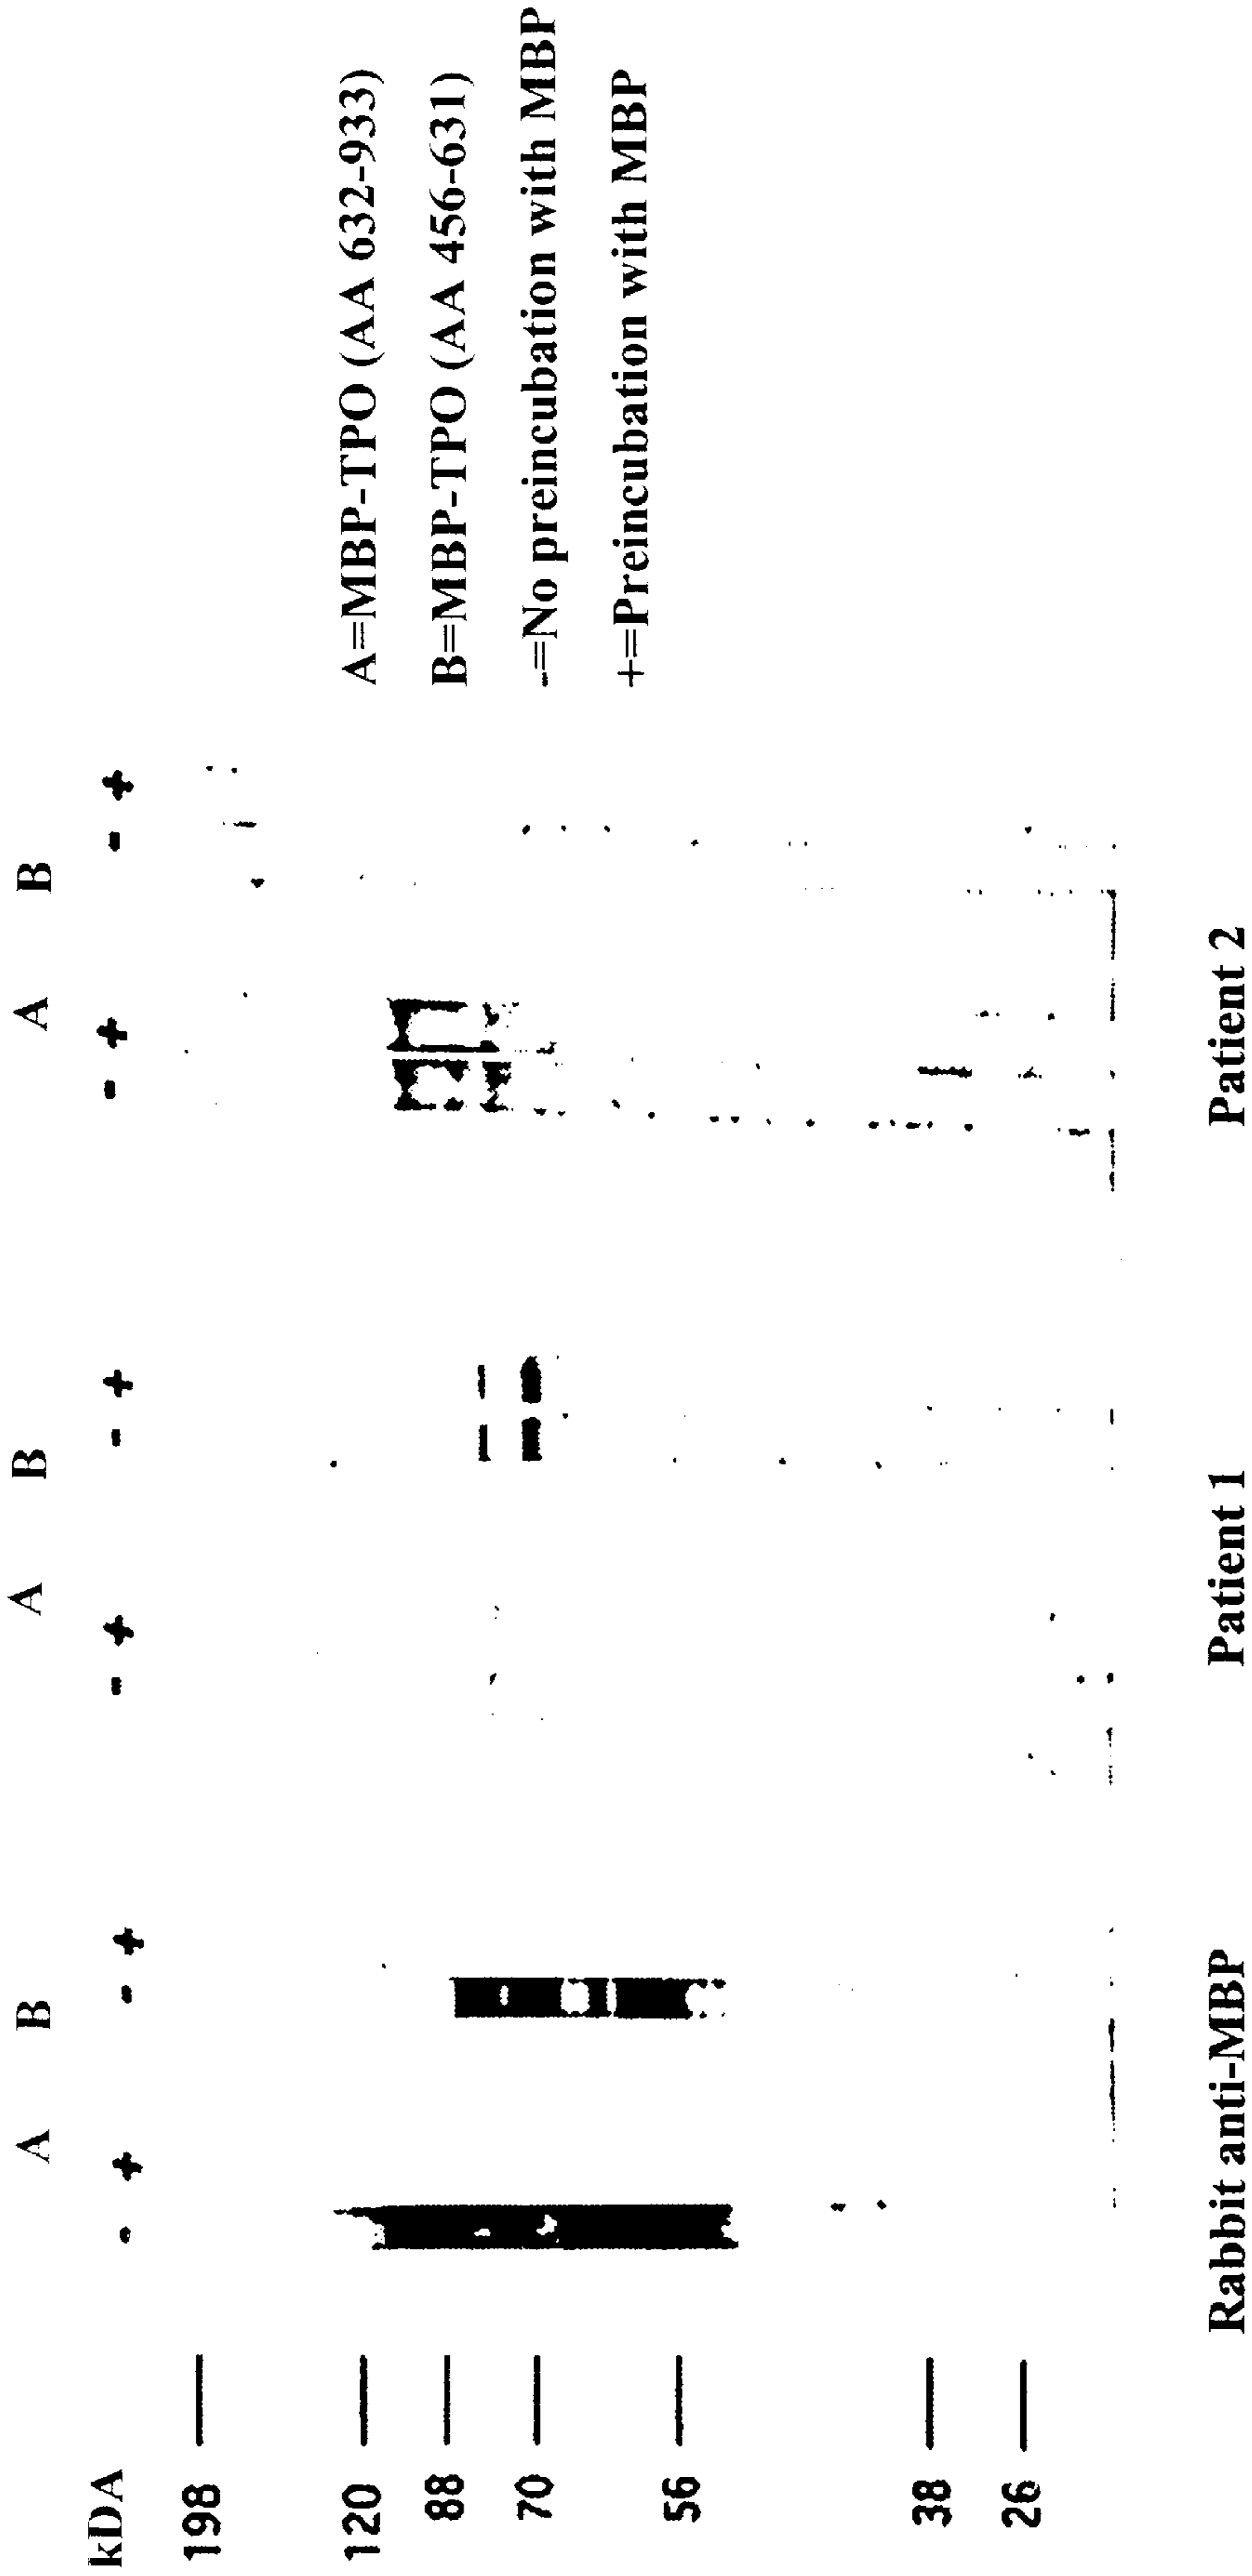 kDA
A B A B A B
- + - + - + - + - + - +
198
120
88
70
56
38
26
A=MBP-TPO (AA 632-933)
B=MBP-TPO (AA 456-631)
-=No preincubation with MBP
+=Preincubation with MBP
Rabbit anti-MBP Patient 1 Patient 2